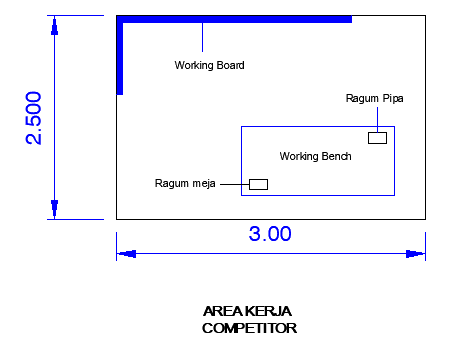 Working Board
Ragum Pipa
2.500
Working Bench
Ragum meja
3.00
AREA KERJA
COMPETITOR